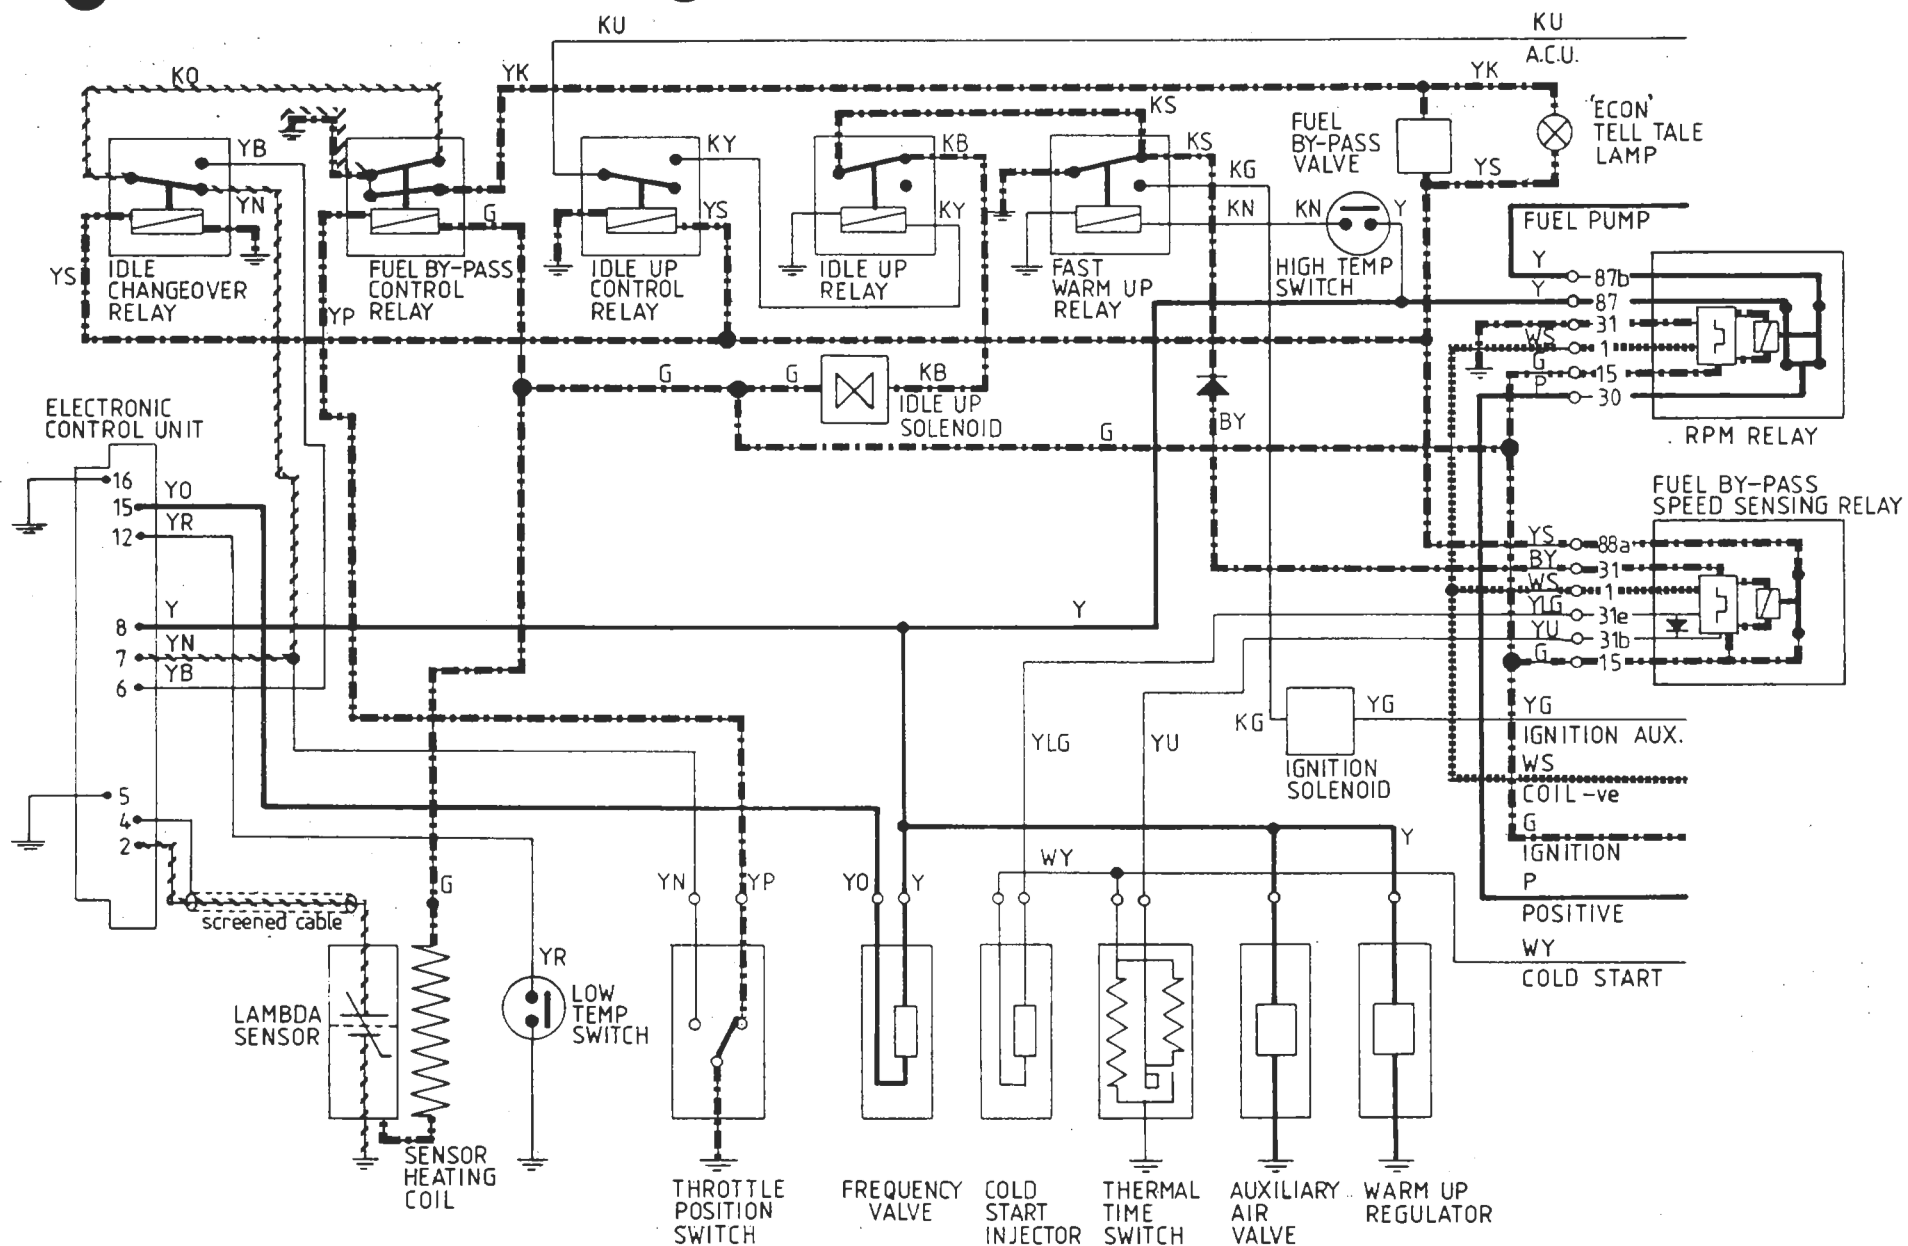 KU
KU
A.C.U.
KQ
YK
YK
YB
YN
YS
IDLE
CHANGEOVER
RELAY
G
FUEL BY-PASS
CONTROL
RELAY
YP
KY
YS
IDLE UP
CONTROL
RELAY
KB
KY
IDLE UP
RELAY
KS
KS
KG
KN
KN
Y
FAST
WARM UP
RELAY
HIGH TEMP
SWITCH
FUEL
BY-PASS
VALVE
'ECON'
TELL TALE
LAMP
YS
FUEL PUMP
Y
87b
Y
87
31
WS
1
G
15
P
30
RPM RELAY
G
G
KB
IDLE UP
SOLENOID
BY
G
ELECTRONIC
CONTROL UNIT
16
15
YO
12
YR
8
Y
Y
7
YN
6
YB
5
4
2
screened cable
FUEL BY-PASS
SPEED SENSING RELAY
YS
88a
BY
31
WS
1
YLG
31e
YU
31b
G
15
KG
YG
YG
IGNITION AUX.
IGNITION
SOLENOID
WS
COIL-ve
G
IGNITION
P
POSITIVE
WY
COLD START
YLG
YU
WY
Y
G
YN
YP
YO
Y
YR
LAMBDA
SENSOR
LOW
TEMP
SWITCH
SENSOR
HEATING
COIL
THROTTLE
POSITION
SWITCH
FREQUENCY
VALVE
COLD
START
INJECTOR
THERMAL
TIME
SWITCH
AUXILIARY
AIR
VALVE
WARM UP
REGULATOR